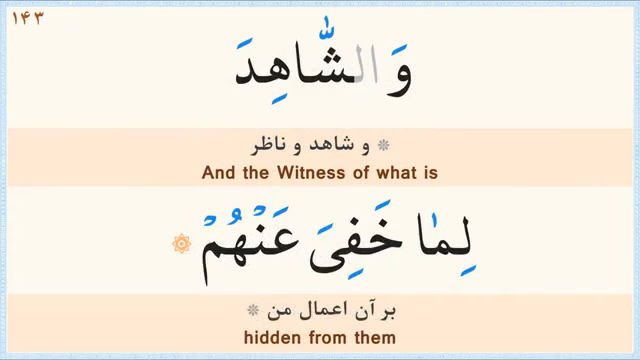 ۱۴۳
وَالشَّاهِدَ
و شاهد و ناظر
And the Witness of what is
لِمٰا خَفِیَ عَنْهُمْ
بر آن اعمال من
hidden from them